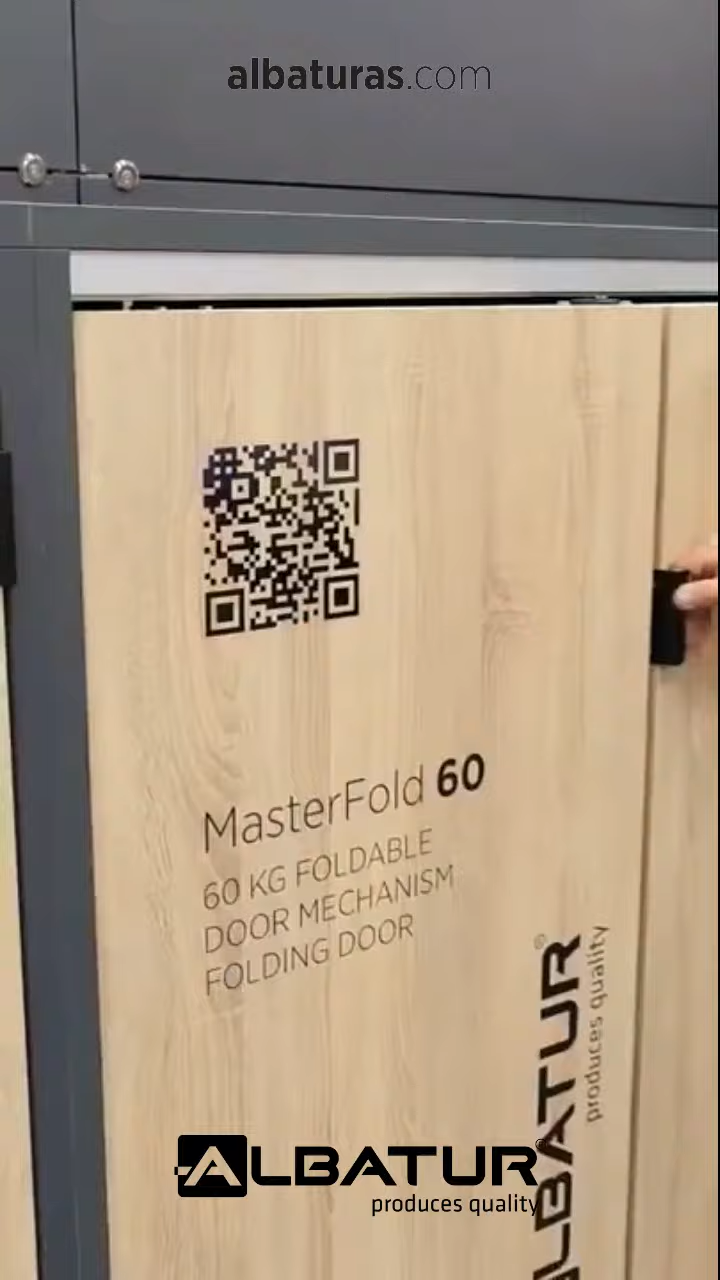 albaturas.com
MasterFold 60
60 KG FOLDABLE
DOOR MECHANISM
FOLDING DOOR
ALBATUR®
produces quality
ALBATUR®
produces quality